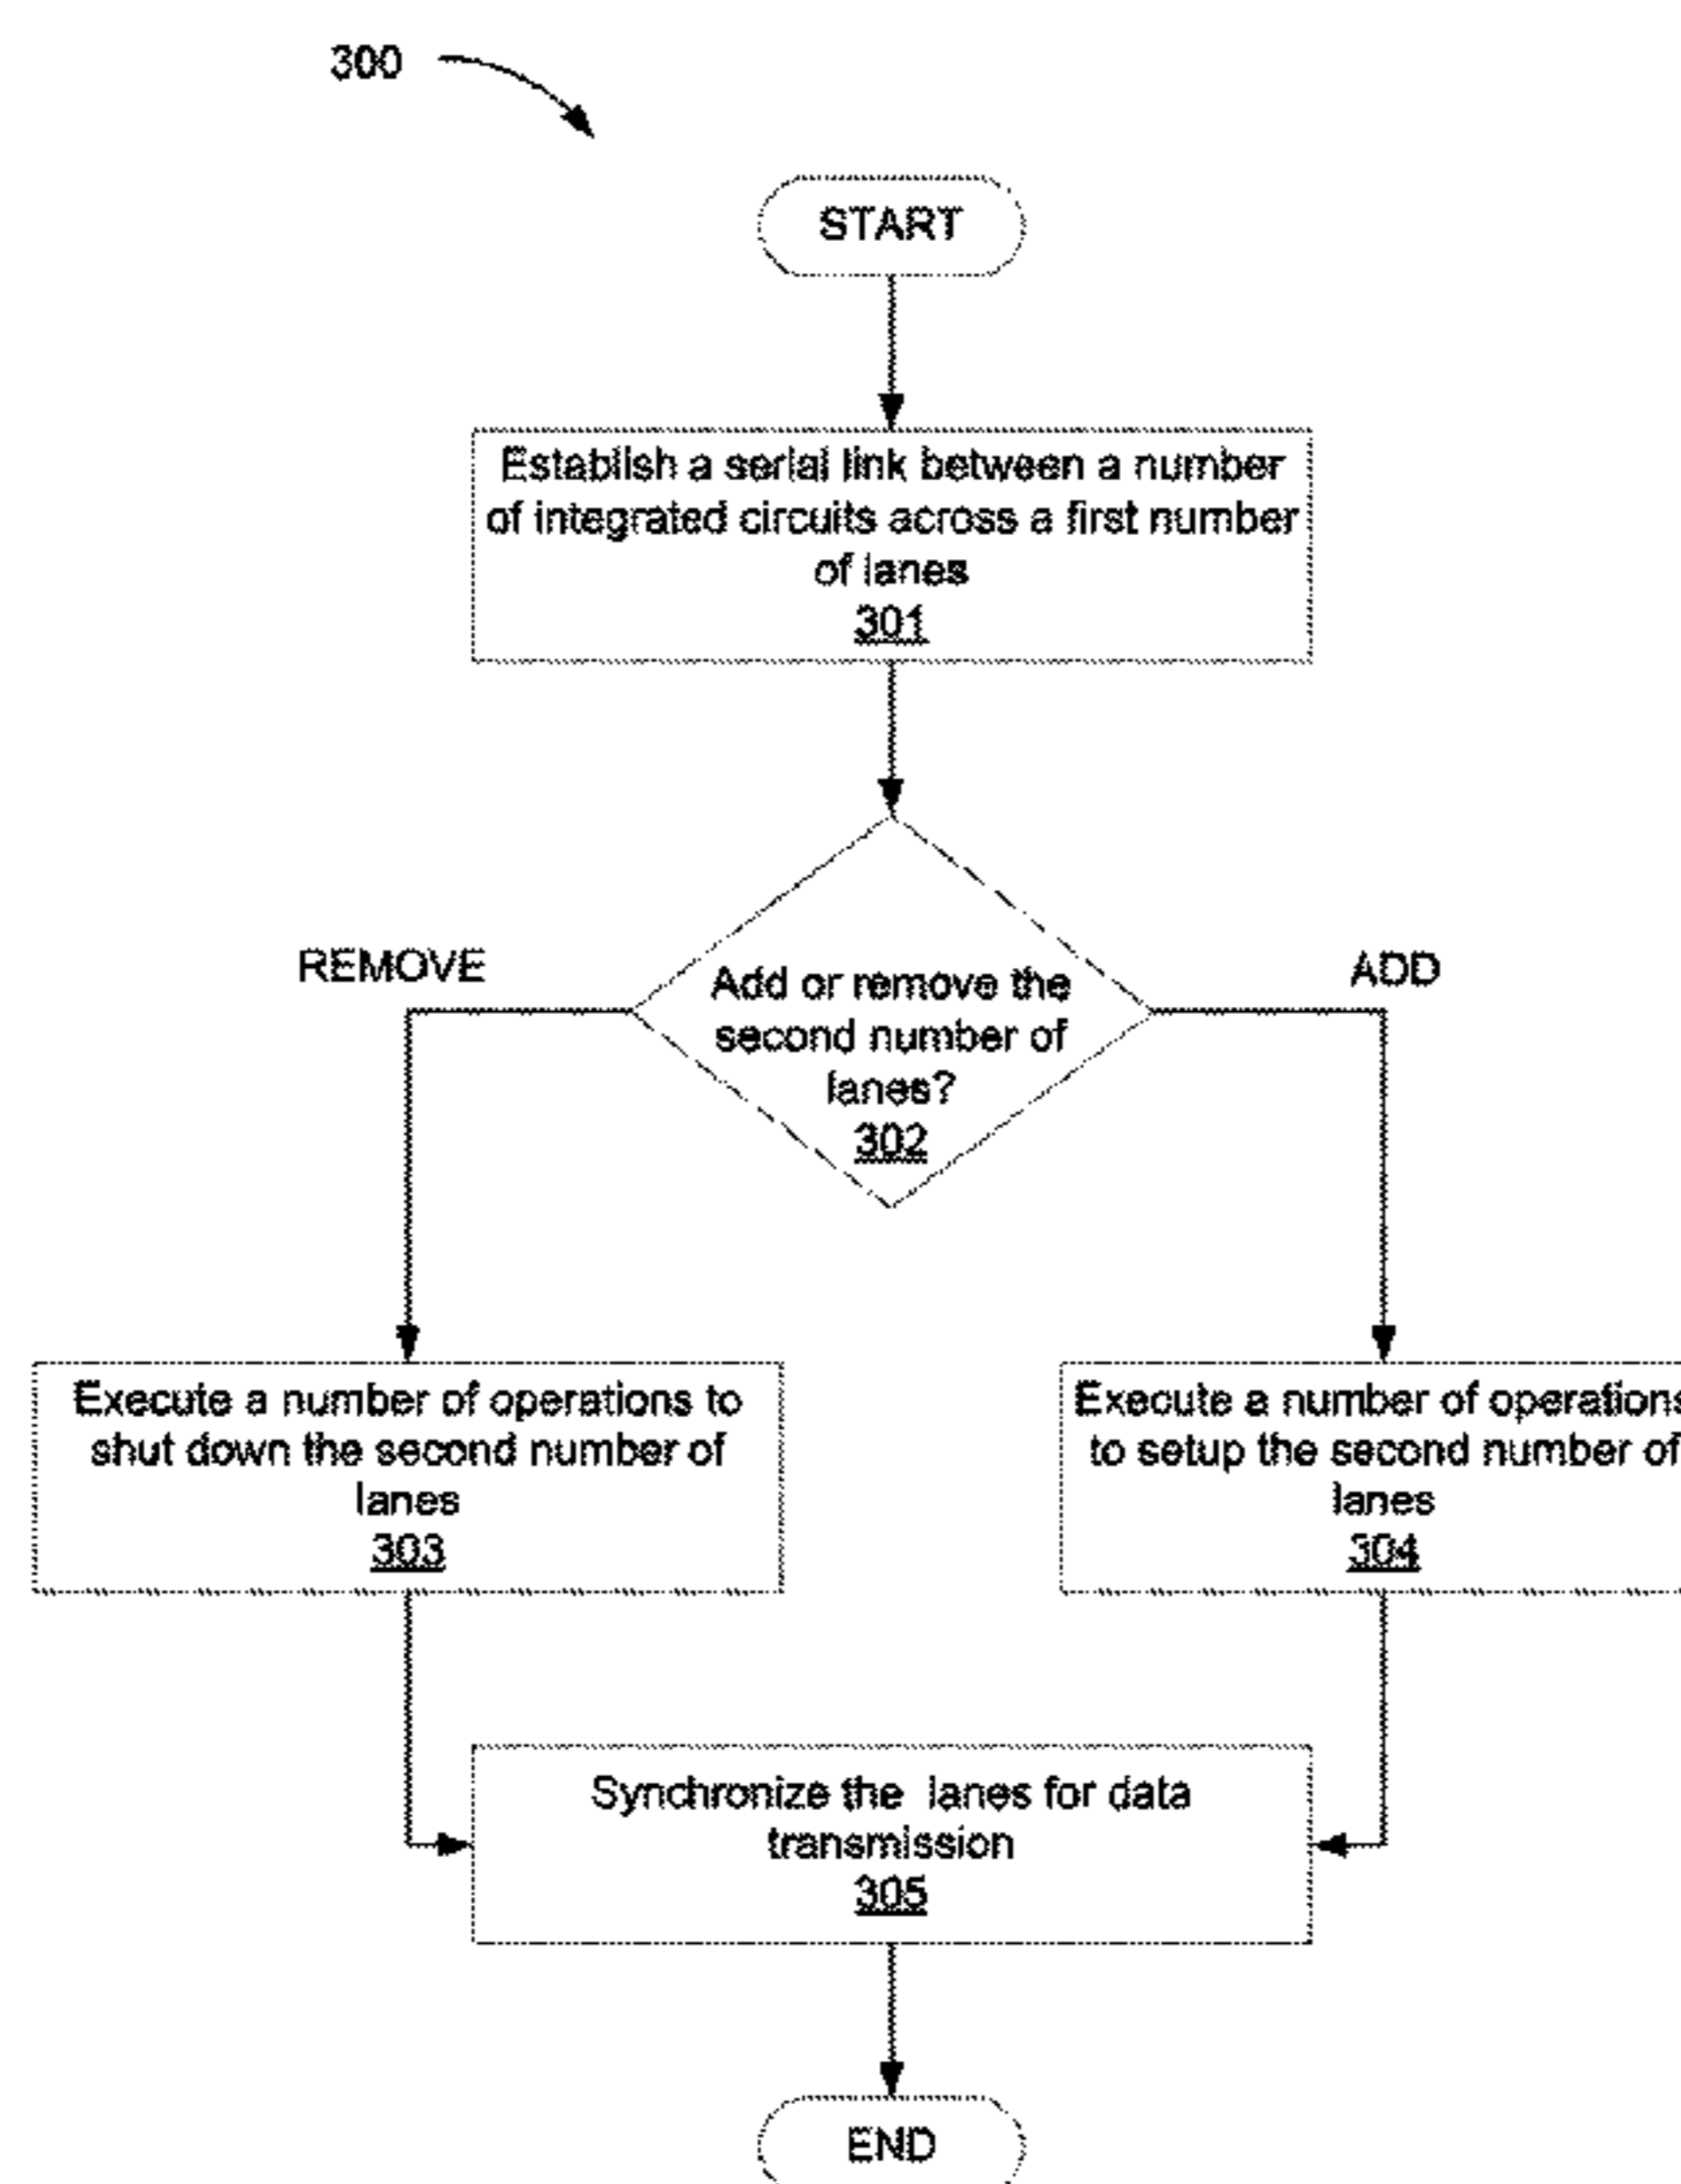 300
START
Establish a serial link between a number
of integrated circuits across a first number
of lanes
301
REMOVE
ADD
Add or remove the
second number of
lanes?
302
Execute a number of operations to
shut down the second number of
lanes
303
Execute a number of operations
to setup the second number of
lanes
304
Synchronize the lanes for data
transmission
305
END